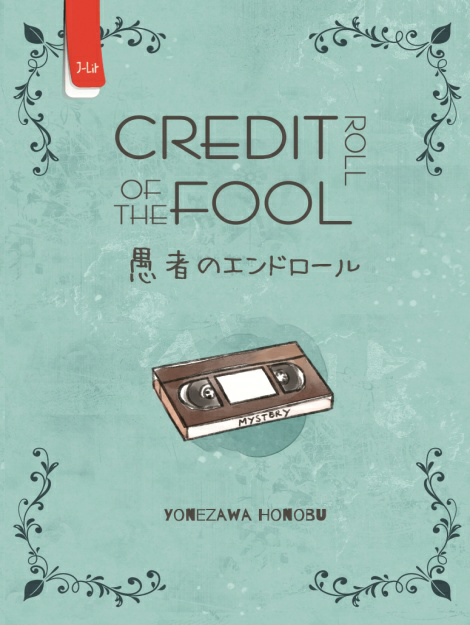 J-Lit
CREDIT ROLL
OF THE FOOL
愚者のエンドロール
MYSTERY
YONEZAWA HONOBU